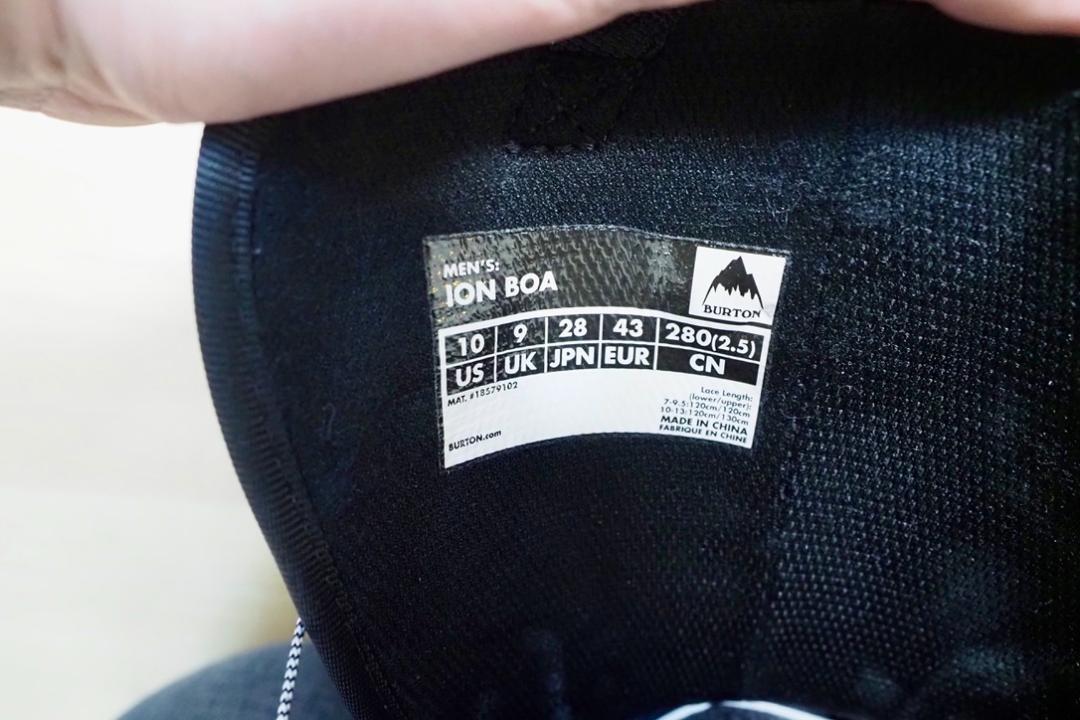 MEN'S:
ION BOA
BURTON
10 9 28 43 280(2.5)
US UK JPN EUR CN
MAT. #18579102
Lace Length:
(lower/upper):
7-9.5:120cm/120cm
10-13:120cm/130cm
MADE IN CHINA
FABRIQUE EN CHINE
BURTON.com